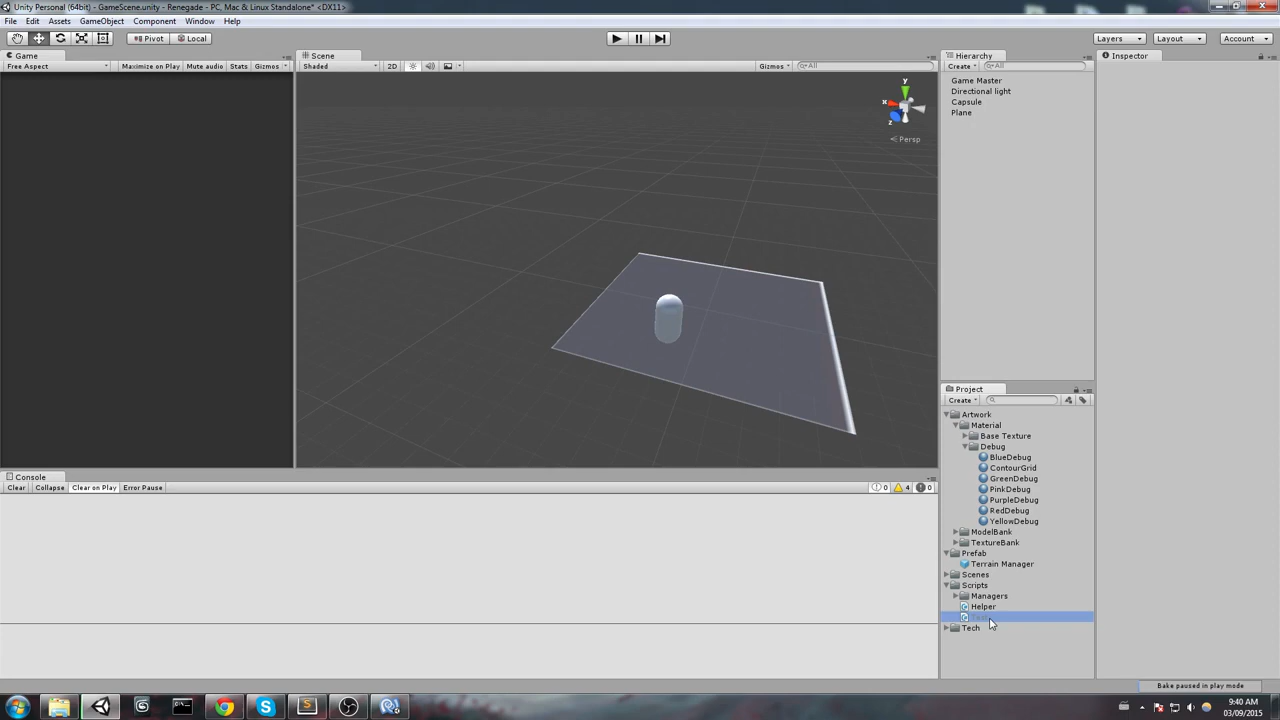 Unity Personal (64bit) - GameScene.unity - Renegade - PC, Mac & Linux Standalone* <DX11>
File Edit Assets GameObject Component Window Help
Pivot Local Layers Layout Account
Game Scene Hierarchy Inspector
Free Aspect Maximize on Play Mute audio Stats Gizmos Shaded 2D Gizmos All Create All
Game Master
Directional light
Capsule
Plane
y
x
z
Persp
Project
Create
Artwork
Material
Base Texture
Debug
BlueDebug
ContourGrid
GreenDebug
PinkDebug
PurpleDebug
RedDebug
YellowDebug
ModelBank
TextureBank
Prefab
Terrain Manager
Scenes
Scripts
Managers
Helper
Tech
Console
Clear Collapse Clear on Play Error Pause 0 4 0
Bake paused in play mode
9:40 AM
03/09/2015